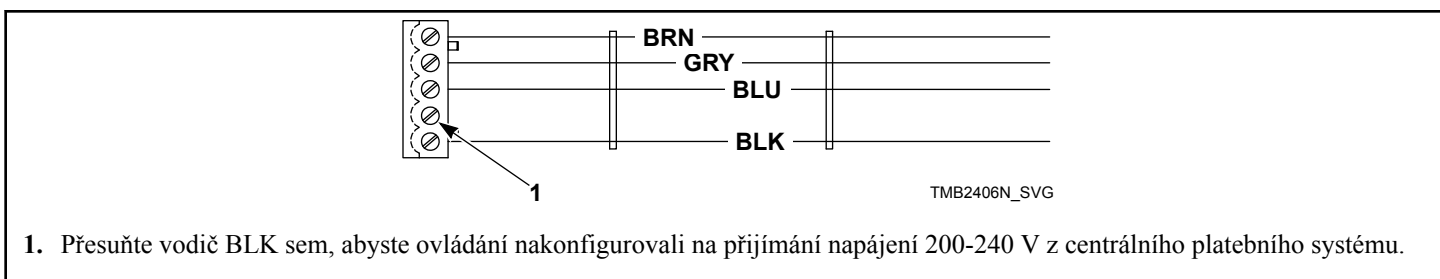 BRN
GRY
BLU
BLK
1
TMB2406N_SVG
1. Přesuňte vodič BLK sem, abyste ovládání nakonfigurovali na přijímání napájení 200-240 V z centrálního platebního systému.